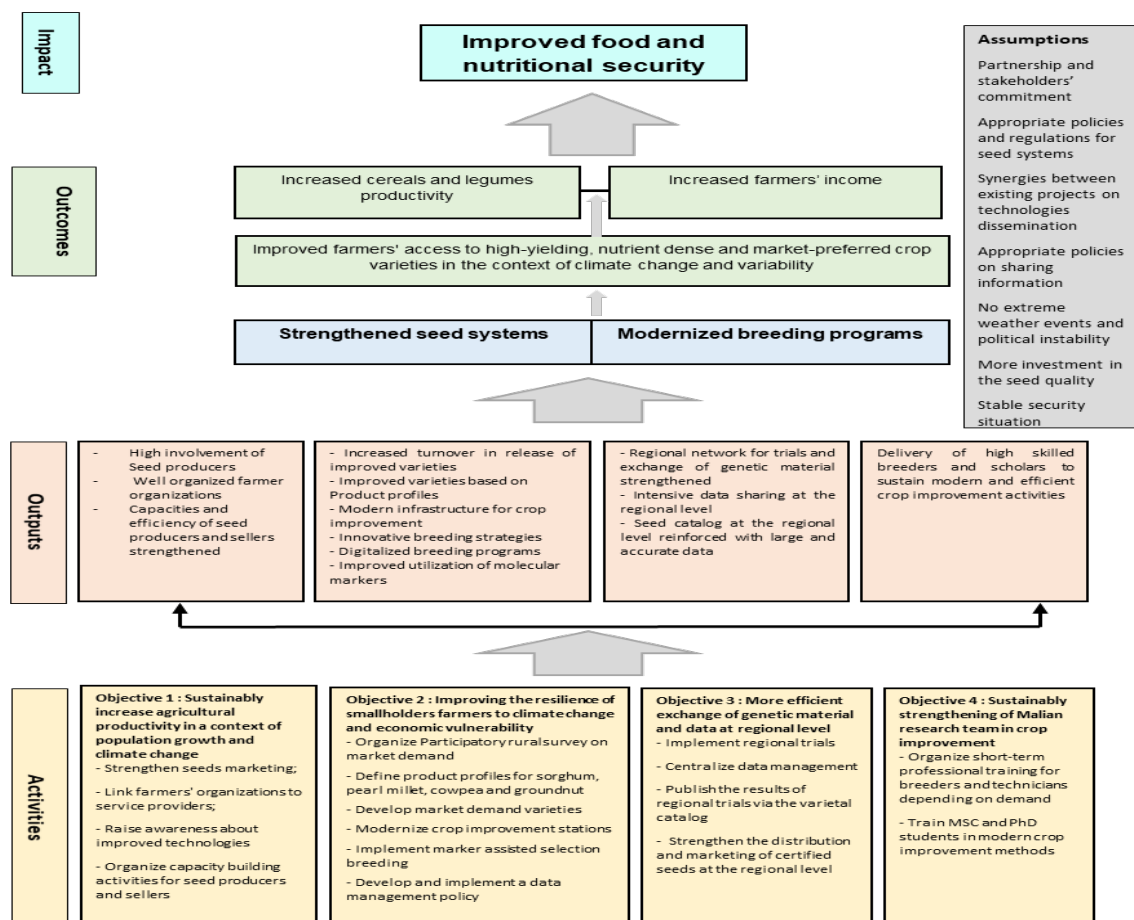 Impact
Improved food and
nutritional security
Assumptions
Partnership and
stakeholders’
commitment
Appropriate policies
and regulations for
seed systems
Synergies between
existing projects on
technologies
dissemination
Appropriate policies
on sharing
information
No extreme
weather events and
political instability
More investment in
the seed quality
Stable security
situation
Outcomes
Increased cereals and legumes
productivity
Increased farmers’ income
Improved farmers’ access to high-yielding, nutrient dense and market-preferred crop
varieties in the context of climate change and variability
Strengthened seed systems
Modernized breeding programs
Outputs
- High involvement of
Seed producers
- Well organized farmer
organizations
- Capacities and
efficiency of seed
producers and sellers
strengthened
- Increased turnover in release of
improved varieties
- Improved varieties based on
Product profiles
- Modern infrastructure for crop
improvement
- Innovative breeding strategies
- Digitalized breeding programs
- Improved utilization of molecular
markers
- Regional network for trials and
exchange of genetic material
strengthened
- Intensive data sharing at the
regional level
- Seed catalog at the regional
level reinforced with large and
accurate data
Delivery of high skilled
breeders and scholars to
sustain modern and efficient
crop improvement activities
Activities
Objective 1 : Sustainably
increase agricultural
productivity in a context of
population growth and
climate change
- Strengthen seeds marketing;
- Link farmers' organizations to
service providers;
- Raise awareness about
improved technologies
- Organize capacity building
activities for seed producers
and sellers
Objective 2 : Improving the resilience of
smallholders farmers to climate change
and economic vulnerability
- Organize Participatory rural survey on
market demand
- Define product profiles for sorghum,
pearl millet, cowpea and groundnut
- Develop market demand varieties
- Modernize crop improvement stations
- Implement marker assisted selection
breeding
- Develop and implement a data
management policy
Objective 3 : More efficient
exchange of genetic material
and data at regional level
- Implement regional trials
- Centralize data management
- Publish the results of
regional trials via the varietal
catalog
- Strengthen the distribution
and marketing of certified
seeds at the regional level
Objective 4 : Sustainably
strengthening of Malian
research team in crop
improvement
- Organize short-term
professional training for
breeders and technicians
depending on demand
- Train MSC and PhD
students in modern crop
improvement methods